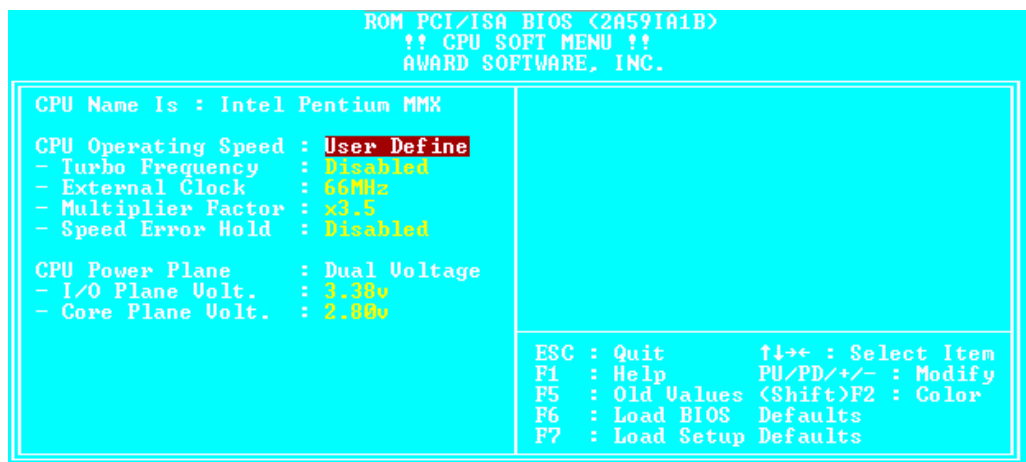 ROM PCI/ISA BIOS (2A59IA1B)
!! CPU SOFT MENU !!
AWARD SOFTWARE, INC.
CPU Name Is : Intel Pentium MMX
CPU Operating Speed : User Define
- Turbo Frequency : Disabled
- External Clock : 66MHz
- Multiplier Factor : x3.5
- Speed Error Hold : Disabled
CPU Power Plane : Dual Voltage
- I/O Plane Volt. : 3.38v
- Core Plane Volt. : 2.80v
ESC : Quit ↑↓→← : Select Item
F1 : Help PU/PD/+/- : Modify
F5 : Old Values (Shift)F2 : Color
F6 : Load BIOS Defaults
F7 : Load Setup Defaults